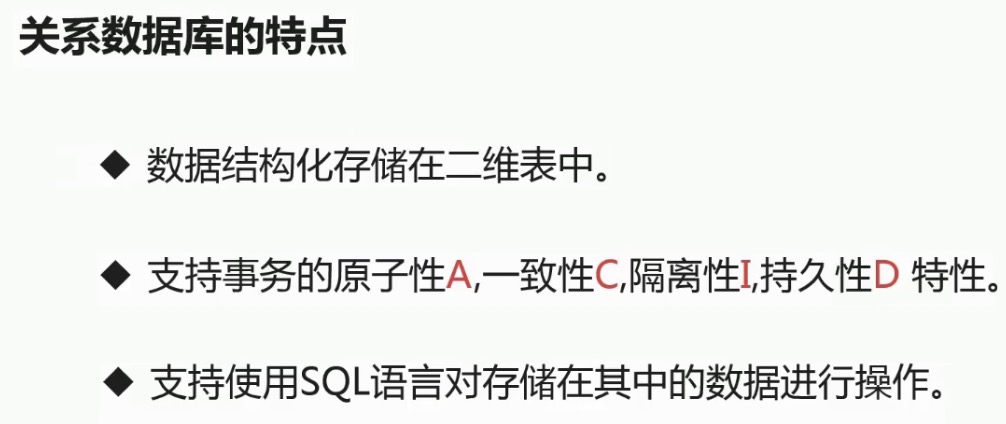 关系数据库的特点
◆ 数据结构化存储在二维表中。
◆ 支持事务的原子性A,一致性C,隔离性I,持久性D 特性。
◆ 支持使用SQL语言对存储在其中的数据进行操作。